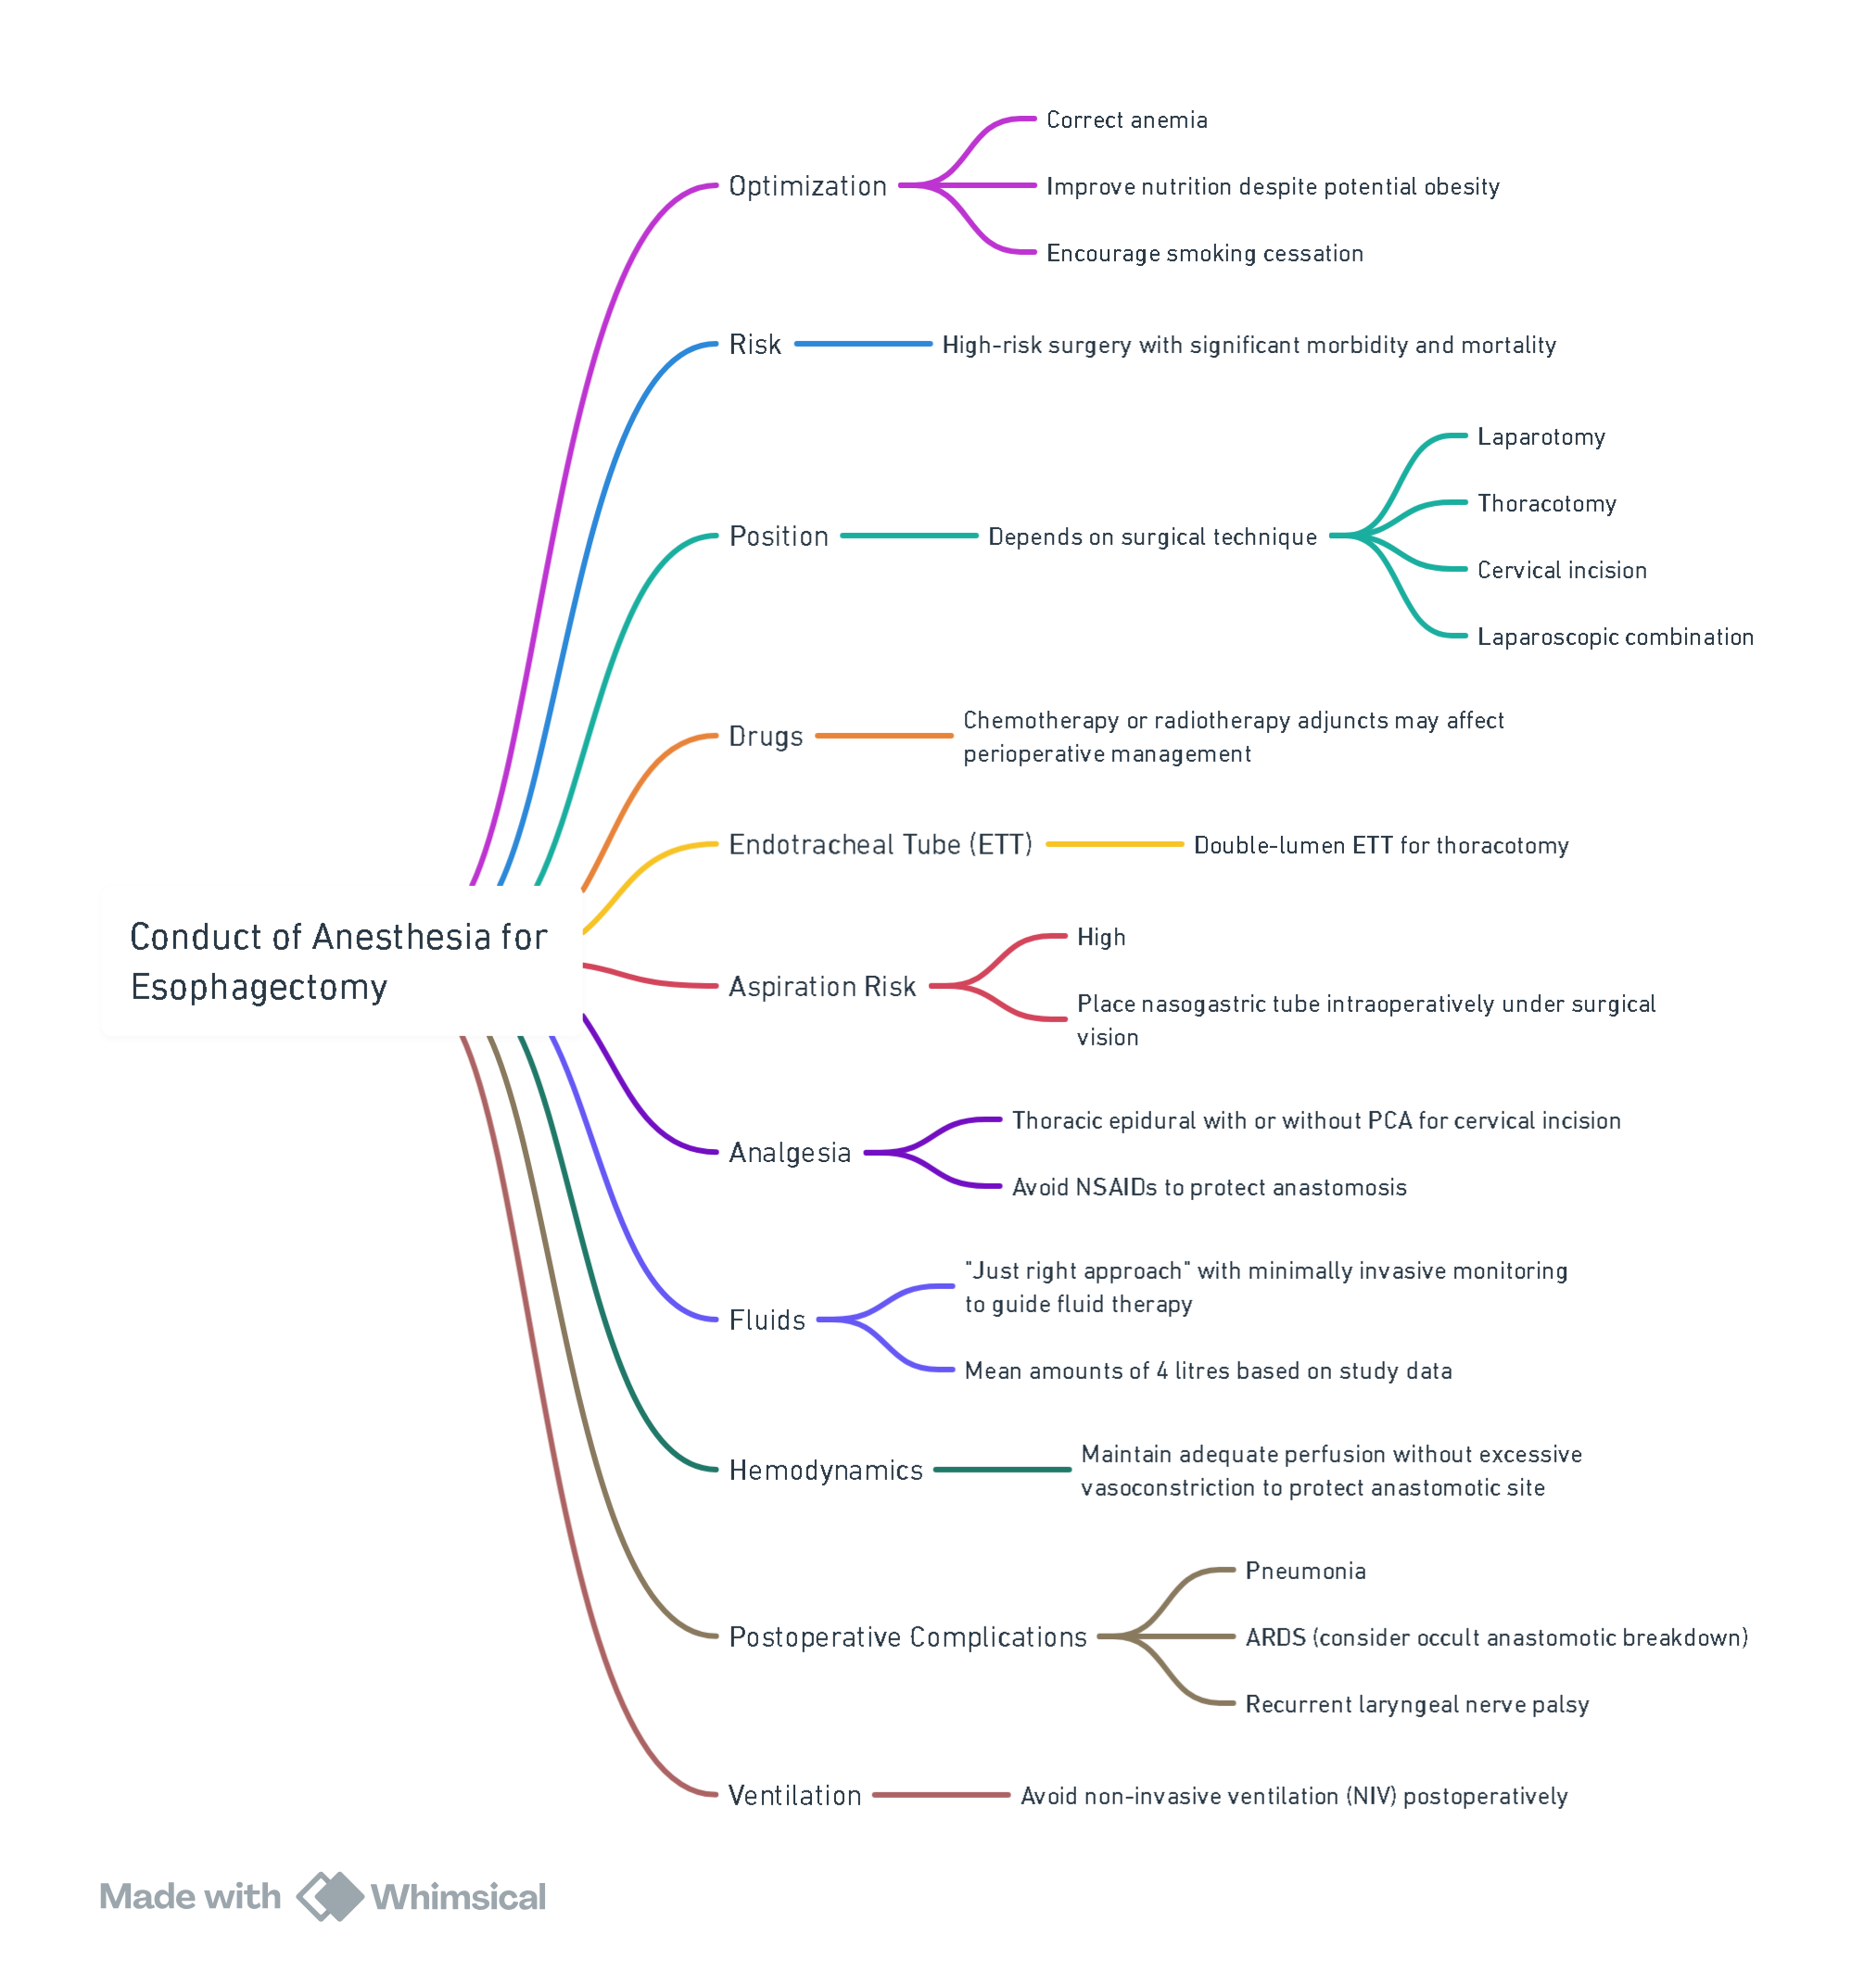 Correct anemia
Optimization
Improve nutrition despite potential obesity
Encourage smoking cessation
Risk
High-risk surgery with significant morbidity and mortality
Laparotomy
Thoracotomy
Position
Depends on surgical technique
Cervical incision
Laparoscopic combination
Drugs
Chemotherapy or radiotherapy adjuncts may affect
perioperative management
Endotracheal Tube (ETT)
Double-lumen ETT for thoracotomy
Conduct of Anesthesia for
Esophagectomy
Aspiration Risk
High
Place nasogastric tube intraoperatively under surgical
vision
Analgesia
Thoracic epidural with or without PCA for cervical incision
Avoid NSAIDs to protect anastomosis
Fluids
"Just right approach" with minimally invasive monitoring
to guide fluid therapy
Mean amounts of 4 litres based on study data
Hemodynamics
Maintain adequate perfusion without excessive
vasoconstriction to protect anastomotic site
Postoperative Complications
Pneumonia
ARDS (consider occult anastomotic breakdown)
Recurrent laryngeal nerve palsy
Ventilation
Avoid non-invasive ventilation (NIV) postoperatively
Made with Whimsical